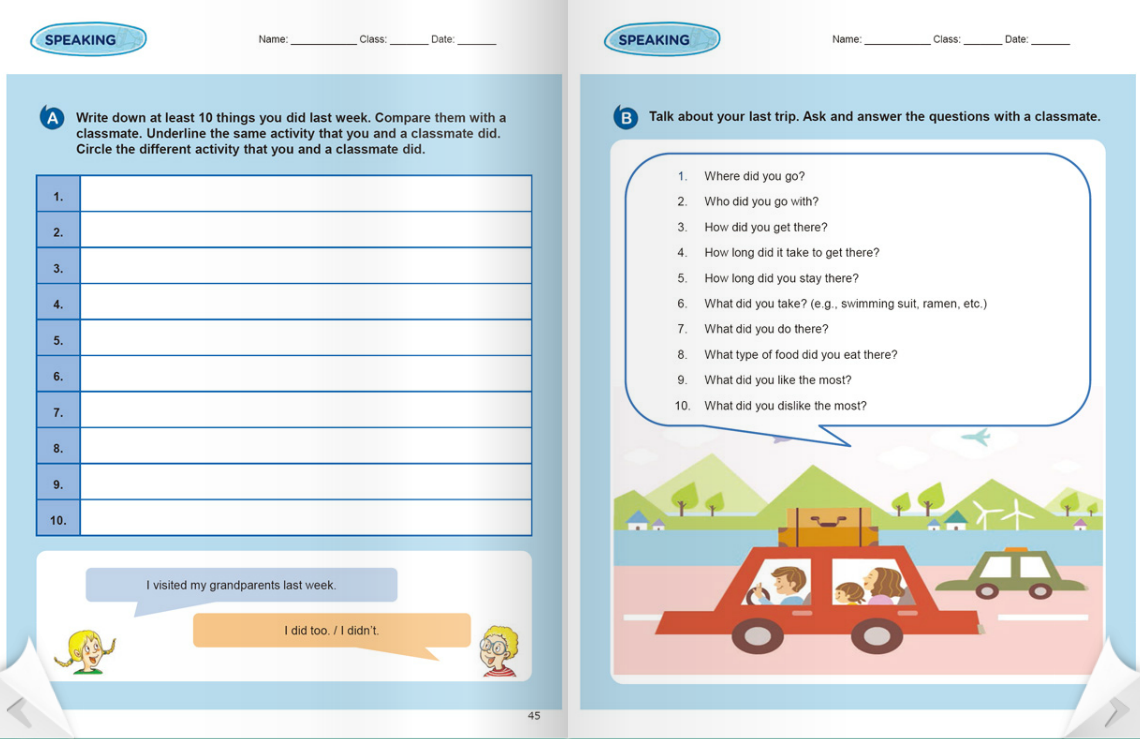 SPEAKING
Name: __________ Class: ______ Date: ______
A
Write down at least 10 things you did last week. Compare them with a
classmate. Underline the same activity that you and a classmate did.
Circle the different activity that you and a classmate did.
1.
2.
3.
4.
5.
6.
7.
8.
9.
10.
I visited my grandparents last week.
I did too. / I didn't.
45
SPEAKING
Name: __________ Class: ______ Date: ______
B
Talk about your last trip. Ask and answer the questions with a classmate.
1. Where did you go?
2. Who did you go with?
3. How did you get there?
4. How long did it take to get there?
5. How long did you stay there?
6. What did you take? (e.g., swimming suit, ramen, etc.)
7. What did you do there?
8. What type of food did you eat there?
9. What did you like the most?
10. What did you dislike the most?